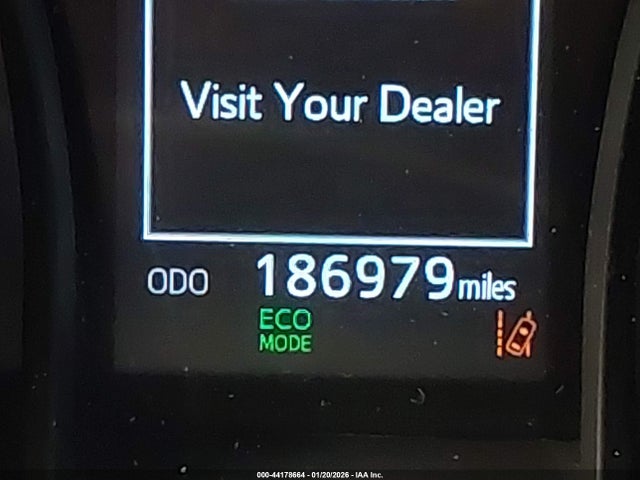 Visit Your Dealer
ODO 186979 miles
ECO
MODE
000-44178664 - 01/20/2026 - IAA Inc.